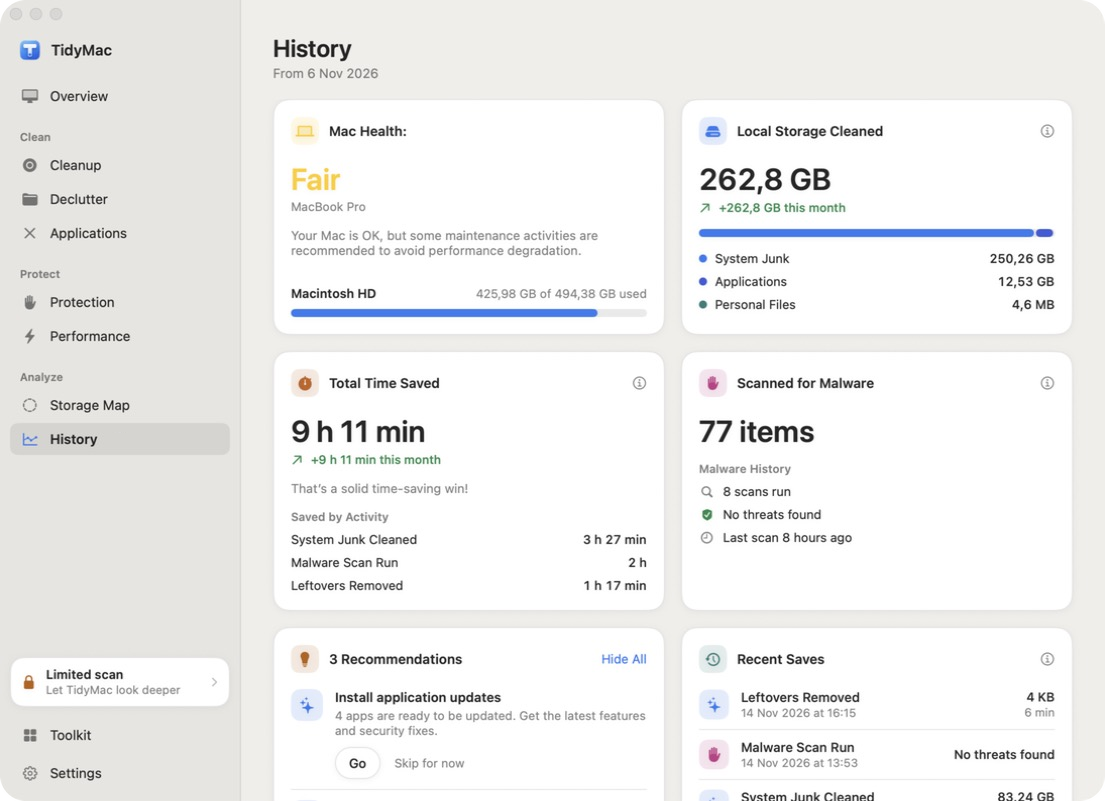 TidyMac
Overview
Clean
Cleanup
Declutter
Applications
Protect
Protection
Performance
Analyze
Storage Map
History
Limited scan
Let TidyMac look deeper
Toolkit
Settings
History
From 6 Nov 2026
Mac Health:
Fair
MacBook Pro
Your Mac is OK, but some maintenance activities are
recommended to avoid performance degradation.
Macintosh HD 425,98 GB of 494,38 GB used
Local Storage Cleaned
262,8 GB
+262,8 GB this month
System Junk 250,26 GB
Applications 12,53 GB
Personal Files 4,6 MB
Total Time Saved
9 h 11 min
+9 h 11 min this month
That's a solid time-saving win!
Saved by Activity
System Junk Cleaned 3 h 27 min
Malware Scan Run 2 h
Leftovers Removed 1 h 17 min
Scanned for Malware
77 items
Malware History
8 scans run
No threats found
Last scan 8 hours ago
3 Recommendations Hide All
Install application updates
4 apps are ready to be updated. Get the latest features
and security fixes.
Go Skip for now
Recent Saves
Leftovers Removed 4 KB
14 Nov 2026 at 16:15 6 min
Malware Scan Run No threats found
14 Nov 2026 at 13:53
System Junk Cleaned 83,24 GB